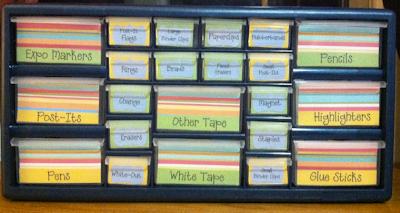 Expo Markers
Post-It
Flags
Large
Binder Clips
Paperclips
Rubberbands
Pencils
Rings
Brads
Pencil
Erasers
Small
Post-Its
Post-Its
Change
Other Tape
Magnet
Highlighters
Erasers
Staples
Pens
White-Out
White Tape
Small
Binder Clips
Glue Sticks